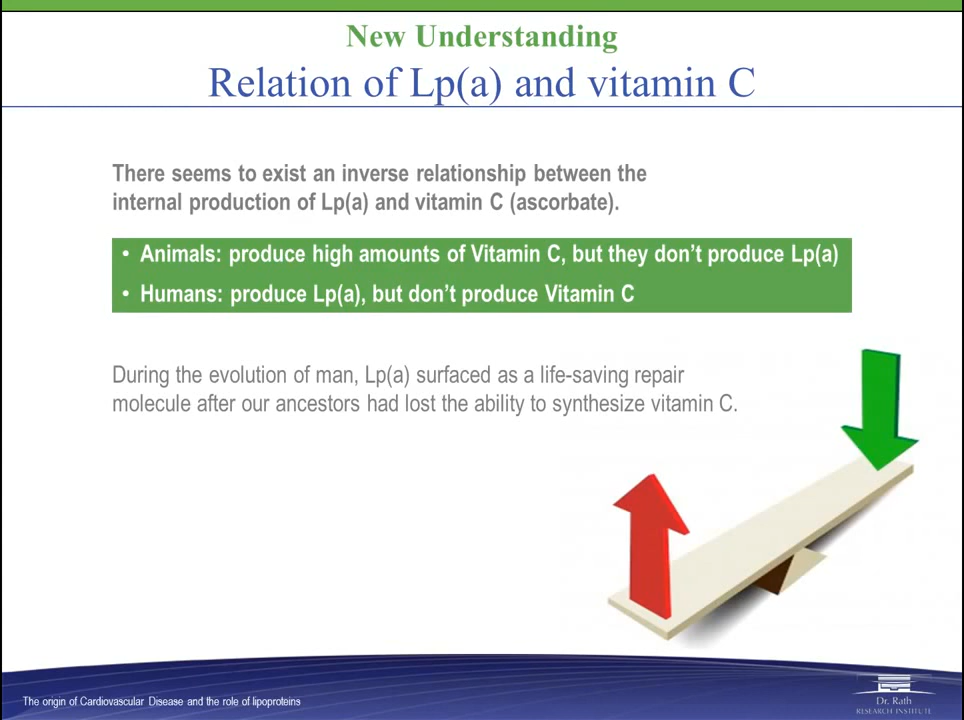 New Understanding
Relation of Lp(a) and vitamin C
There seems to exist an inverse relationship between the
internal production of Lp(a) and vitamin C (ascorbate).
• Animals: produce high amounts of Vitamin C, but they don’t produce Lp(a)
• Humans: produce Lp(a), but don’t produce Vitamin C
During the evolution of man, Lp(a) surfaced as a life-saving repair
molecule after our ancestors had lost the ability to synthesize vitamin C.
The origin of Cardiovascular Disease and the role of lipoproteins
Dr. Rath
RESEARCH INSTITUTE